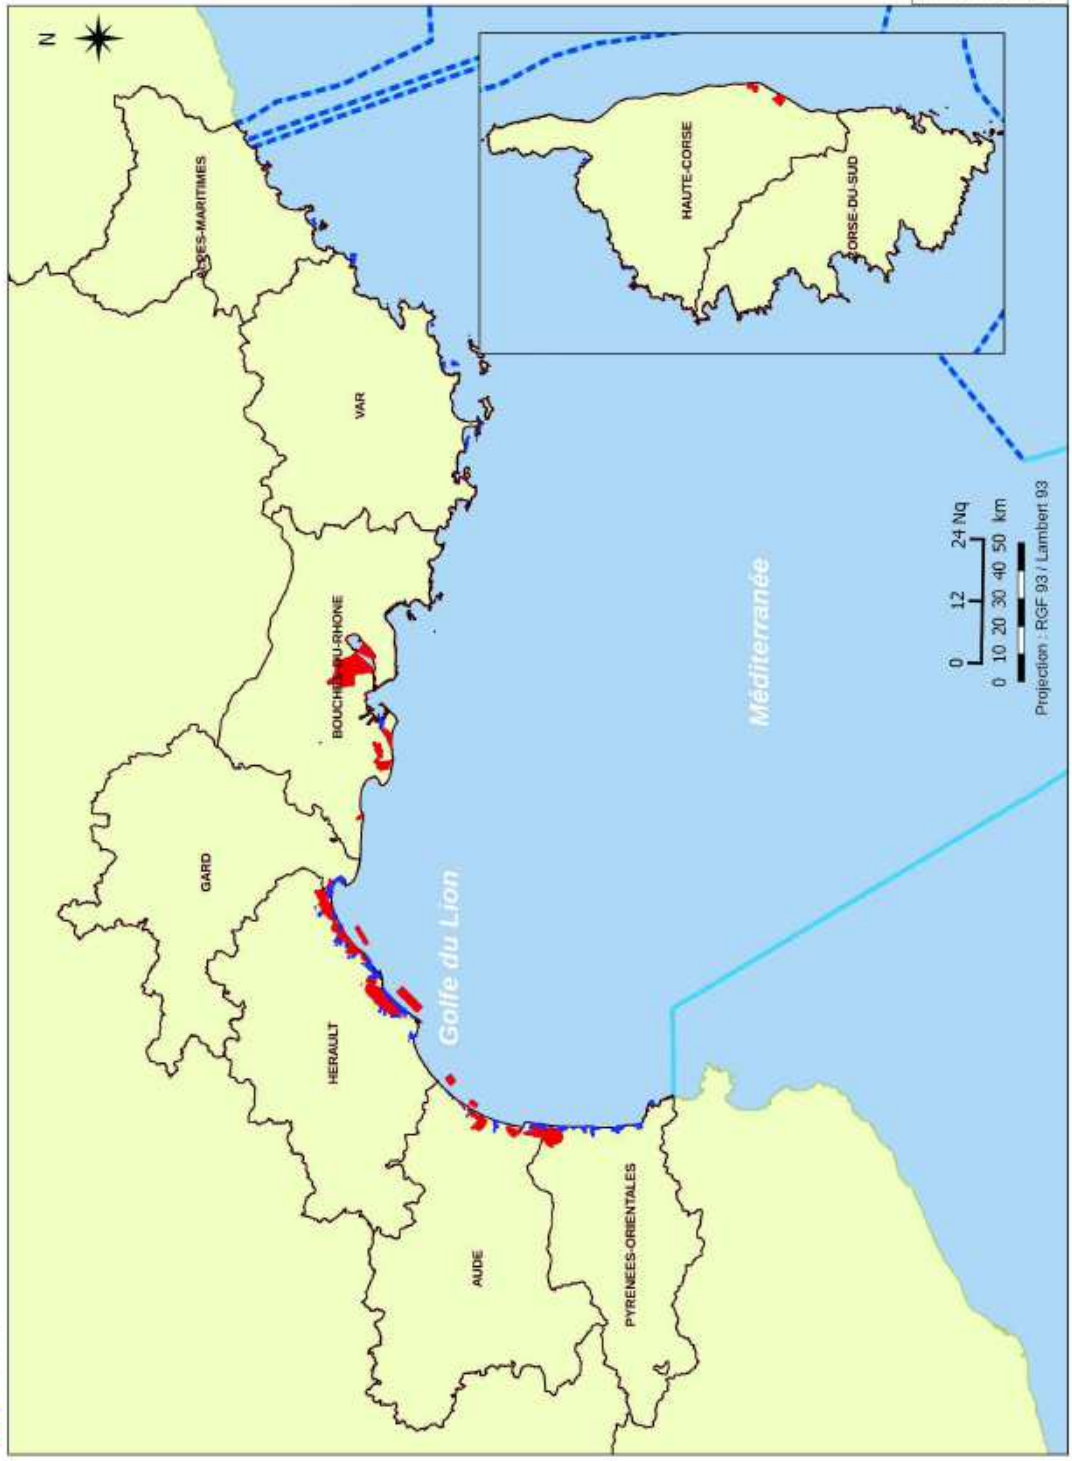 N
ALPES-MARITIMES
VAR
BOUCHES-DU-RHONE
GARD
HERAULT
AUDE
PYRENEES-ORIENTALES
HAUTE-CORSE
CORSE-DU-SUD
Golfe du Lion
Méditerranée
0 12 24 Nq
0 10 20 30 40 50 km
Projection : RGF 93 / Lambert 93